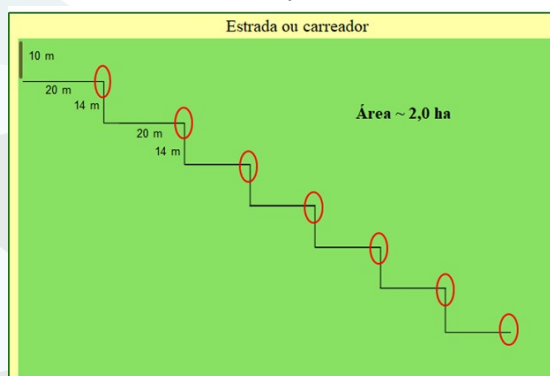 Estrada ou carreador
10 m
20 m
14 m
Área ~ 2,0 ha
20 m
14 m